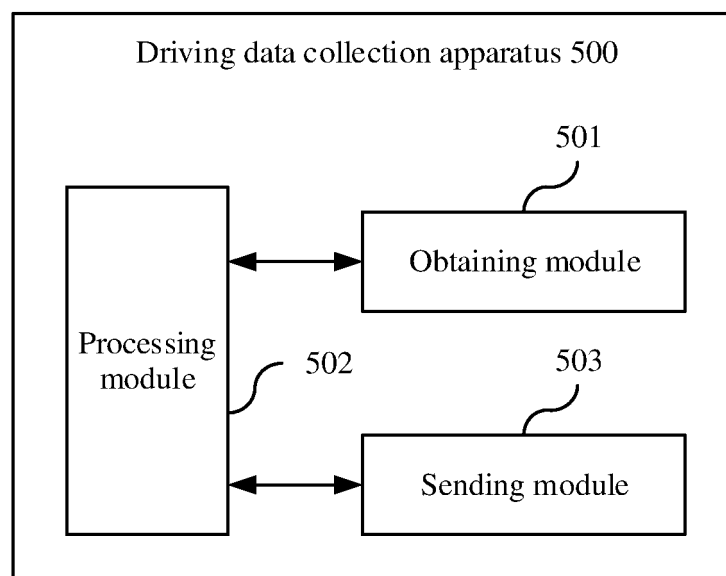 Driving data collection apparatus 500
501
Obtaining module
Processing
module
502
503
Sending module